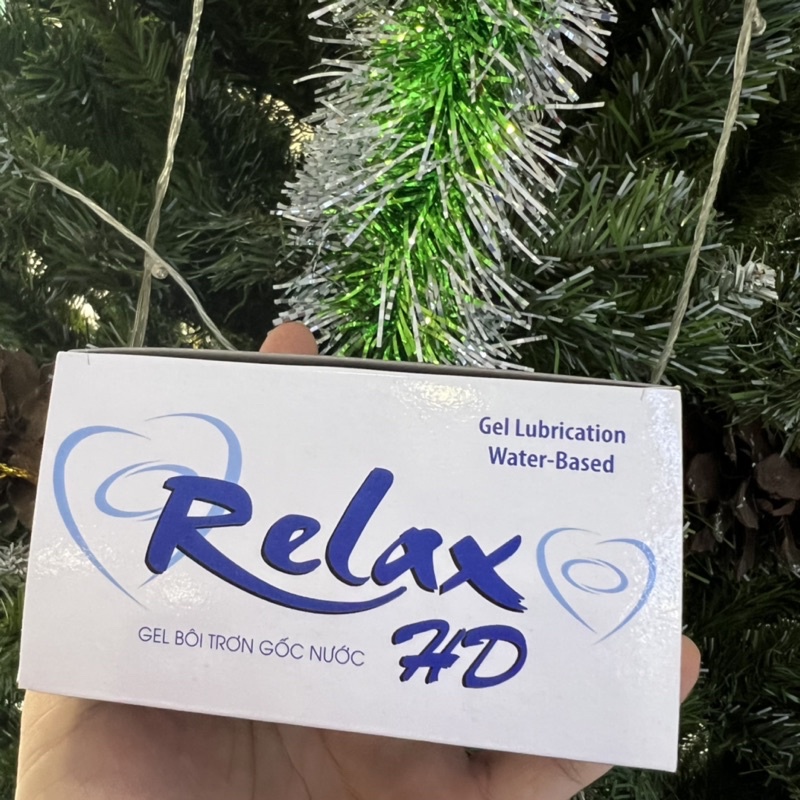 Gel Lubrication
Water-Based
Relax
HD
GEL BÔI TRƠN GỐC NƯỚC